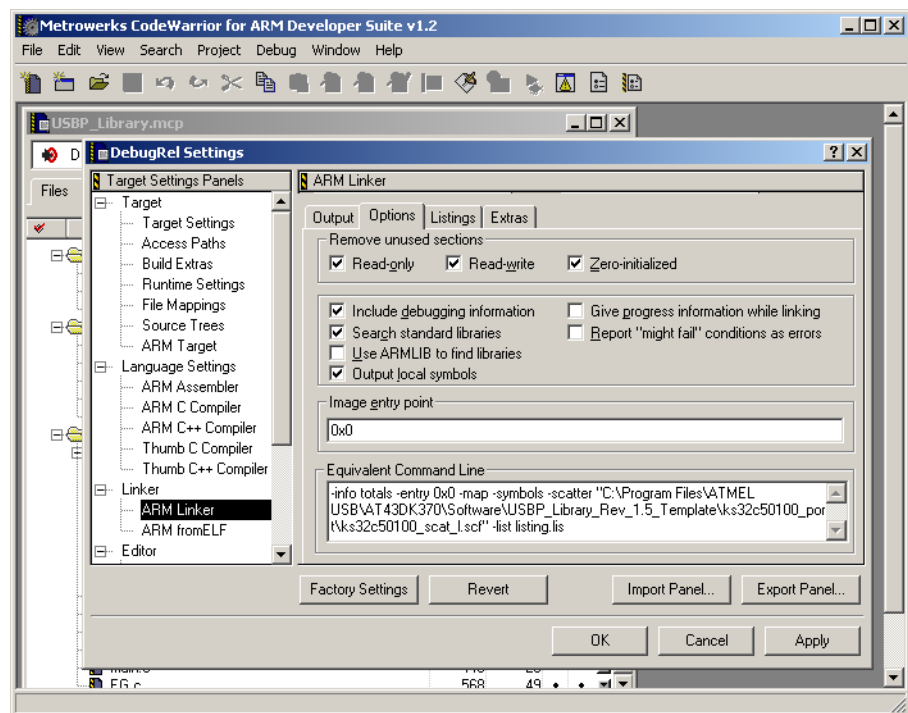 Metrowerks CodeWarrior for ARM Developer Suite v1.2
File Edit View Search Project Debug Window Help
USBP_Library.mcp
D
DebugRel Settings
Files
Target Settings Panels
Target
Target Settings
Access Paths
Build Extras
Runtime Settings
File Mappings
Source Trees
ARM Target
Language Settings
ARM Assembler
ARM C Compiler
ARM C++ Compiler
Thumb C Compiler
Thumb C++ Compiler
Linker
ARM Linker
ARM fromELF
Editor
ARM Linker
Output Options Listings Extras
Remove unused sections
Read-only Read-write Zero-initialized
Include debugging information Give progress information while linking
Search standard libraries Report "might fail" conditions as errors
Use ARMLIB to find libraries
Output local symbols
Image entry point
0x0
Equivalent Command Line
-info totals -entry 0x0 -map -symbols -scatter "C:\Program Files\ATMEL
USB\AT43DK370\Software\USBP_Library_Rev_1.5_Template\ks32c50100_por
t\ks32c50100_scat_l.scf" -list listing.lis
Factory Settings Revert Import Panel... Export Panel...
OK Cancel Apply
568 49